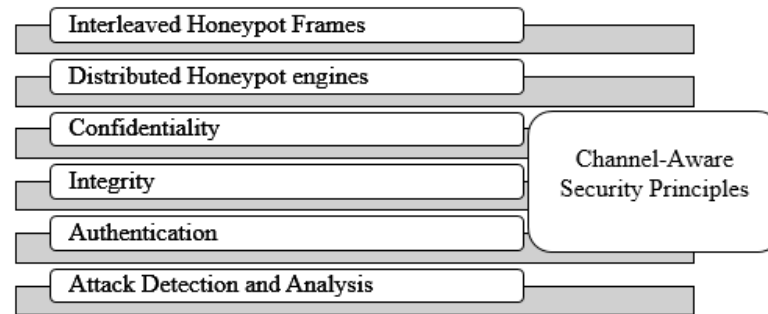 Interleaved Honeypot Frames
Distributed Honeypot engines
Confidentiality
Integrity
Authentication
Attack Detection and Analysis
Channel-Aware
Security Principles